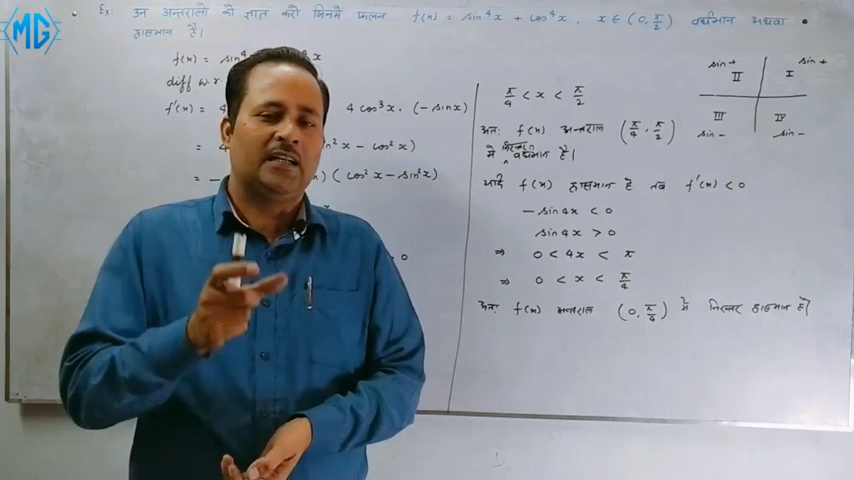 MG
Ex: उन अन्तरालों को ज्ञात करो जिनमें फलन f(x) = sin⁴x + cos⁴x , x ∈ (0, π/2) वर्धमान अथवा
ह्रासमान है।
f(x) = sin⁴ x
diff w.r.
f'(x) = 4 4 cos³x . (-sinx)
= 4 in²x - cos²x)
= - ) (cos²x - sin²x)
0
π/4 < x < π/2
अतः f(x) अन्तराल (π/4, π/2)
में निरन्तर वर्धमान है।
यदि f(x) ह्रासमान है तब f'(x) < 0
- sin4x < 0
sin4x > 0
⇒ 0 < 4x < π
⇒ 0 < x < π/4
अतः f(x) अन्तराल (0, π/4) में निरन्तर ह्रासमान है।
sin + sin +
II I
III IV
sin - sin -